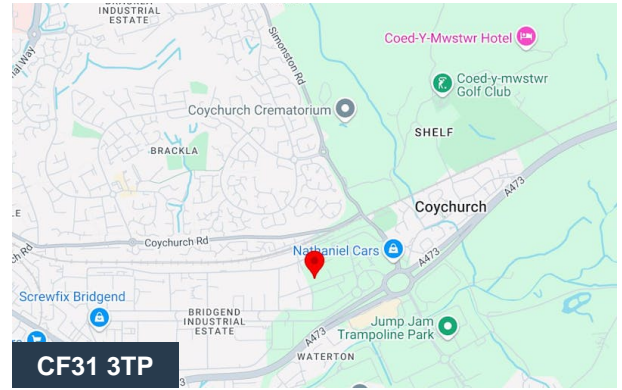 BRACKLA
INDUSTRIAL
ESTATE
Simonston Rd
Coed-Y-Mwstwr Hotel
Coed-y-mwstwr
Golf Club
Coychurch Crematorium
SHELF
BRACKLA
A473
Coychurch
Coychurch Rd
Nathaniel Cars
A473
Screwfix Bridgend
BRIDGEND
INDUSTRIAL
ESTATE
A473
Jump Jam
Trampoline Park
WATERTON
CF31 3TP